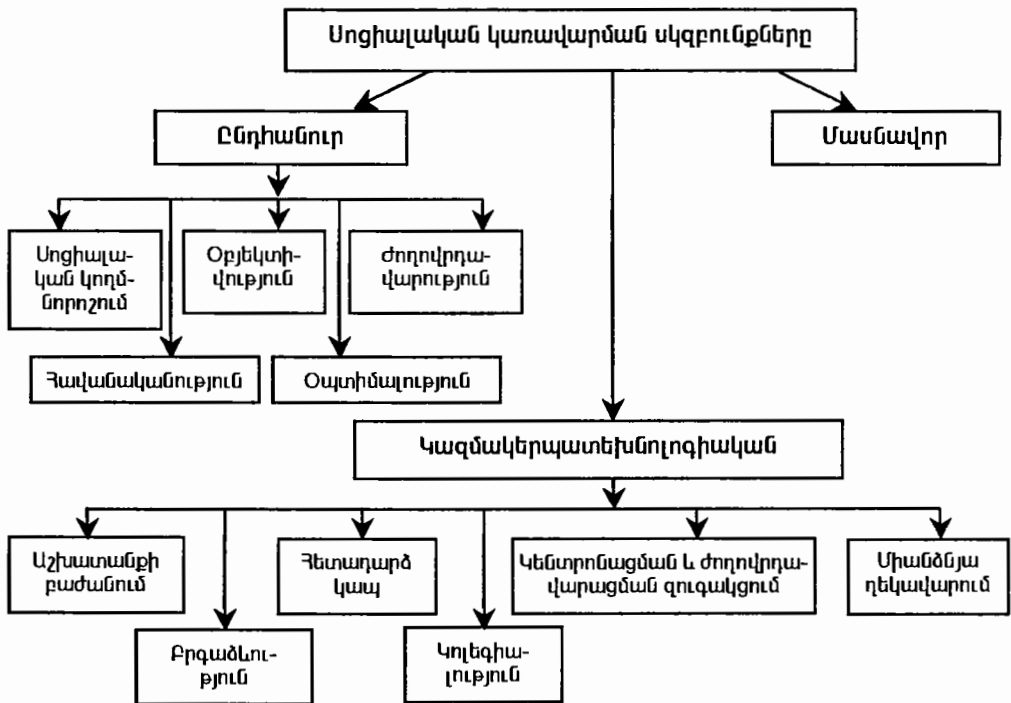 Սոցիալական կառավարման սկզբունքները
Ընդհանուր
Մասնավոր
Սոցիալա-
կան կողմ-
նորոշում
Օբյեկտի-
վություն
Ժողովրդա-
վարություն
Հավանականություն
Օպտիմալություն
Կազմակերպատեխնոլոգիական
Աշխատանքի
բաժանում
Հետադարձ
կապ
Կենտրոնացման և ժողովրդա-
վարացման զուգակցում
Միանձնյա
ղեկավարում
Բրգաձևու-
թյուն
Կոլեգիա-
լություն